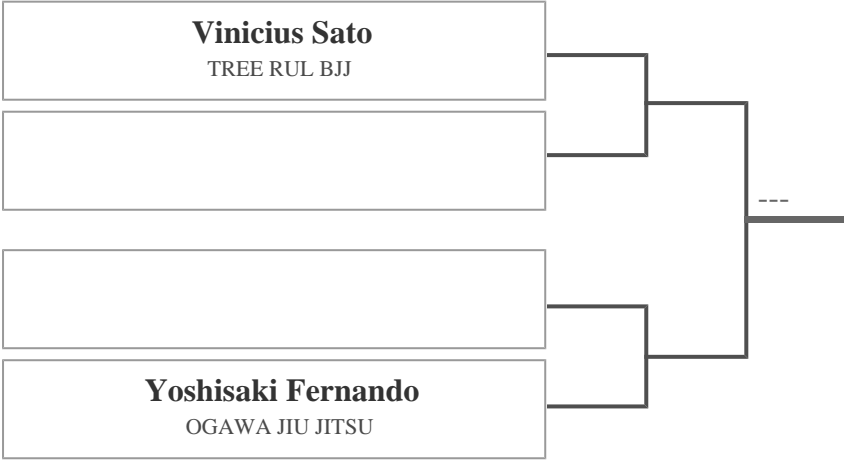 Vinicius Sato
TREE RUL BJJ
---
Yoshisaki Fernando
OGAWA JIU JITSU